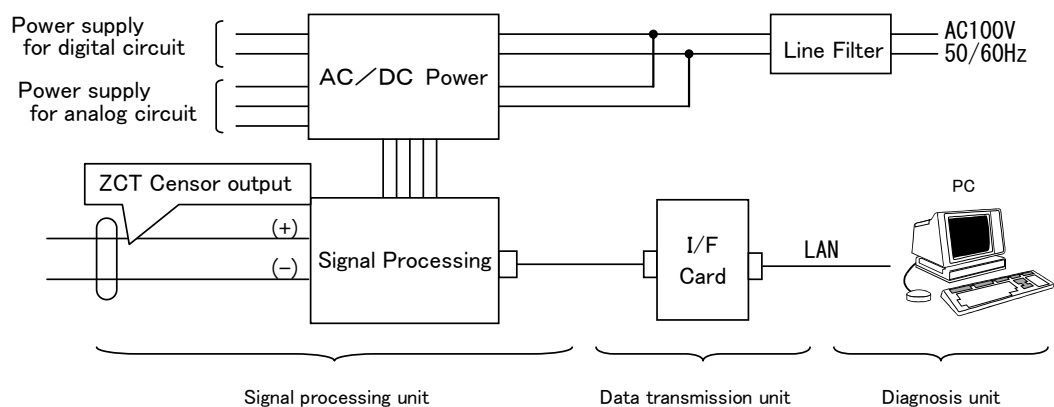 Power supply
for digital circuit
AC／DC Power
Line Filter
AC100V
50/60Hz
Power supply
for analog circuit
ZCT Censor output
(+)
(-)
Signal Processing
I/F
Card
LAN
PC
Signal processing unit
Data transmission unit
Diagnosis unit